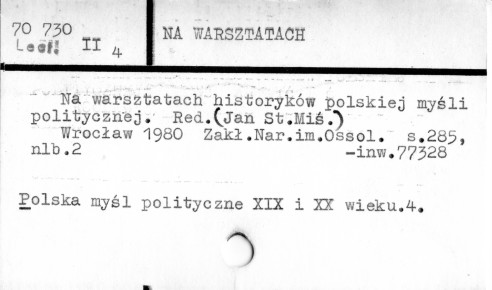 70 730
Leof! II 4
NA WARSZTATACH
Na warsztatach historyków polskiej myśli
politycznej. Red.(Jan St.Miś.)
Wrocław 1980 Zakł.Nar.im.Ossol. s.285,
nlb.2 -inw.77328
Polska myśl polityczne XIX i XX wieku.4.